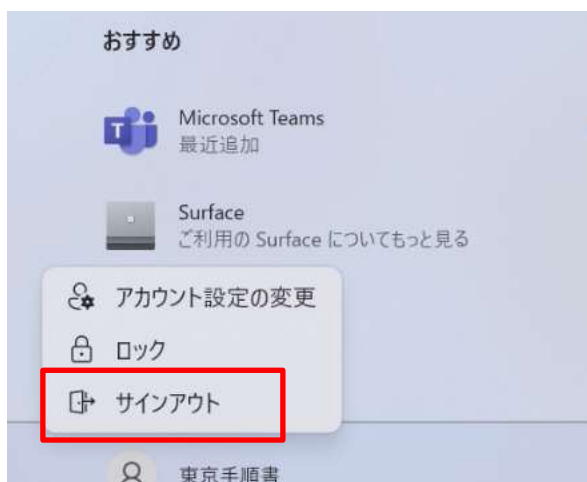 おすすめ
Microsoft Teams
最近追加
Surface
ご利用の Surface についてもっと見る
アカウント設定の変更
ロック
サインアウト
東京手順書